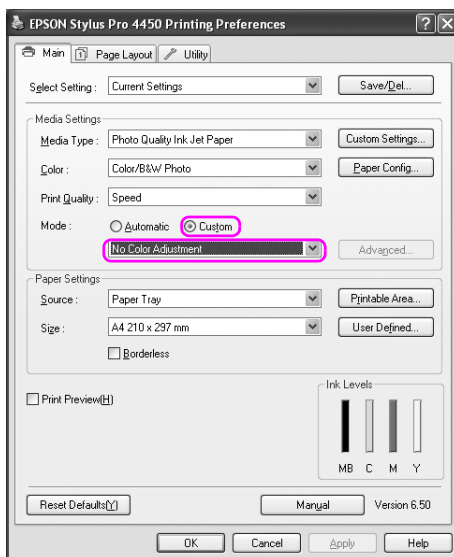 EPSON Stylus Pro 4450 Printing Preferences
Main Page Layout Utility
Select Setting : Current Settings Save/Del...
Media Settings
Media Type : Photo Quality Ink Jet Paper Custom Settings...
Color : Color/B&W Photo Paper Config...
Print Quality : Speed
Mode : Automatic Custom
No Color Adjustment Advanced...
Paper Settings
Source : Paper Tray Printable Area...
Size : A4 210 x 297 mm User Defined...
Borderless
Print Preview(H)
Ink Levels
MB C M Y
Reset Defaults(Y) Manual Version 6.50
OK Cancel Apply Help